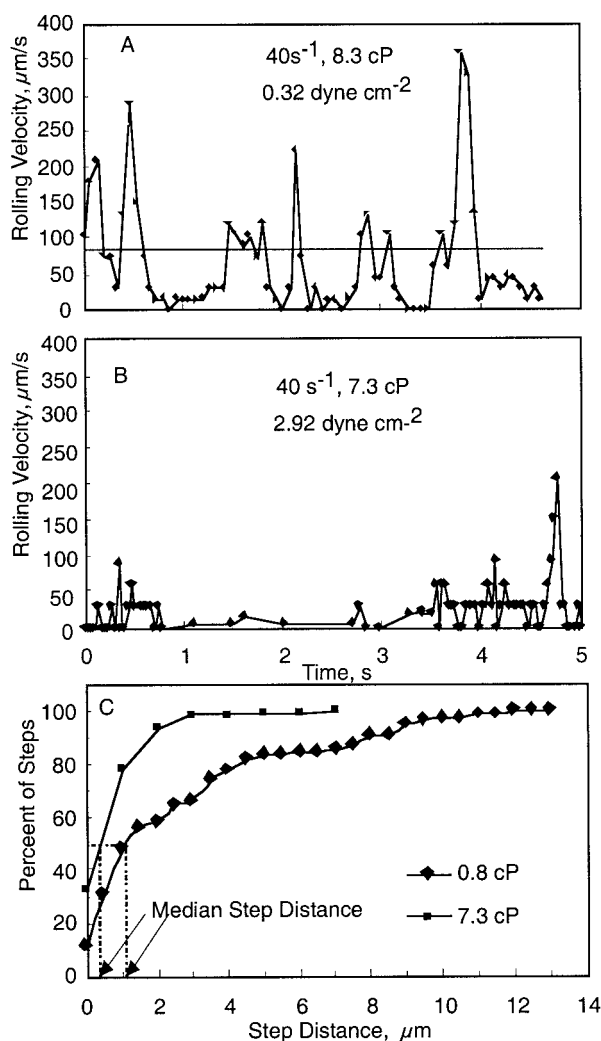 A
40s-1, 8.3 cP
0.32 dyne cm-2
Rolling Velocity, μm/s
400
350
300
250
200
150
100
50
0
B
40 s-1, 7.3 cP
2.92 dyne cm-2
Rolling Velocity, μm/s
400
350
300
250
200
150
100
50
0
0
1
2
3
4
5
Time, s
C
Perceent of Steps
100
80
60
40
20
0
0.8 cP
7.3 cP
Median Step Distance
0
2
4
6
8
10
12
14
Step Distance, μm